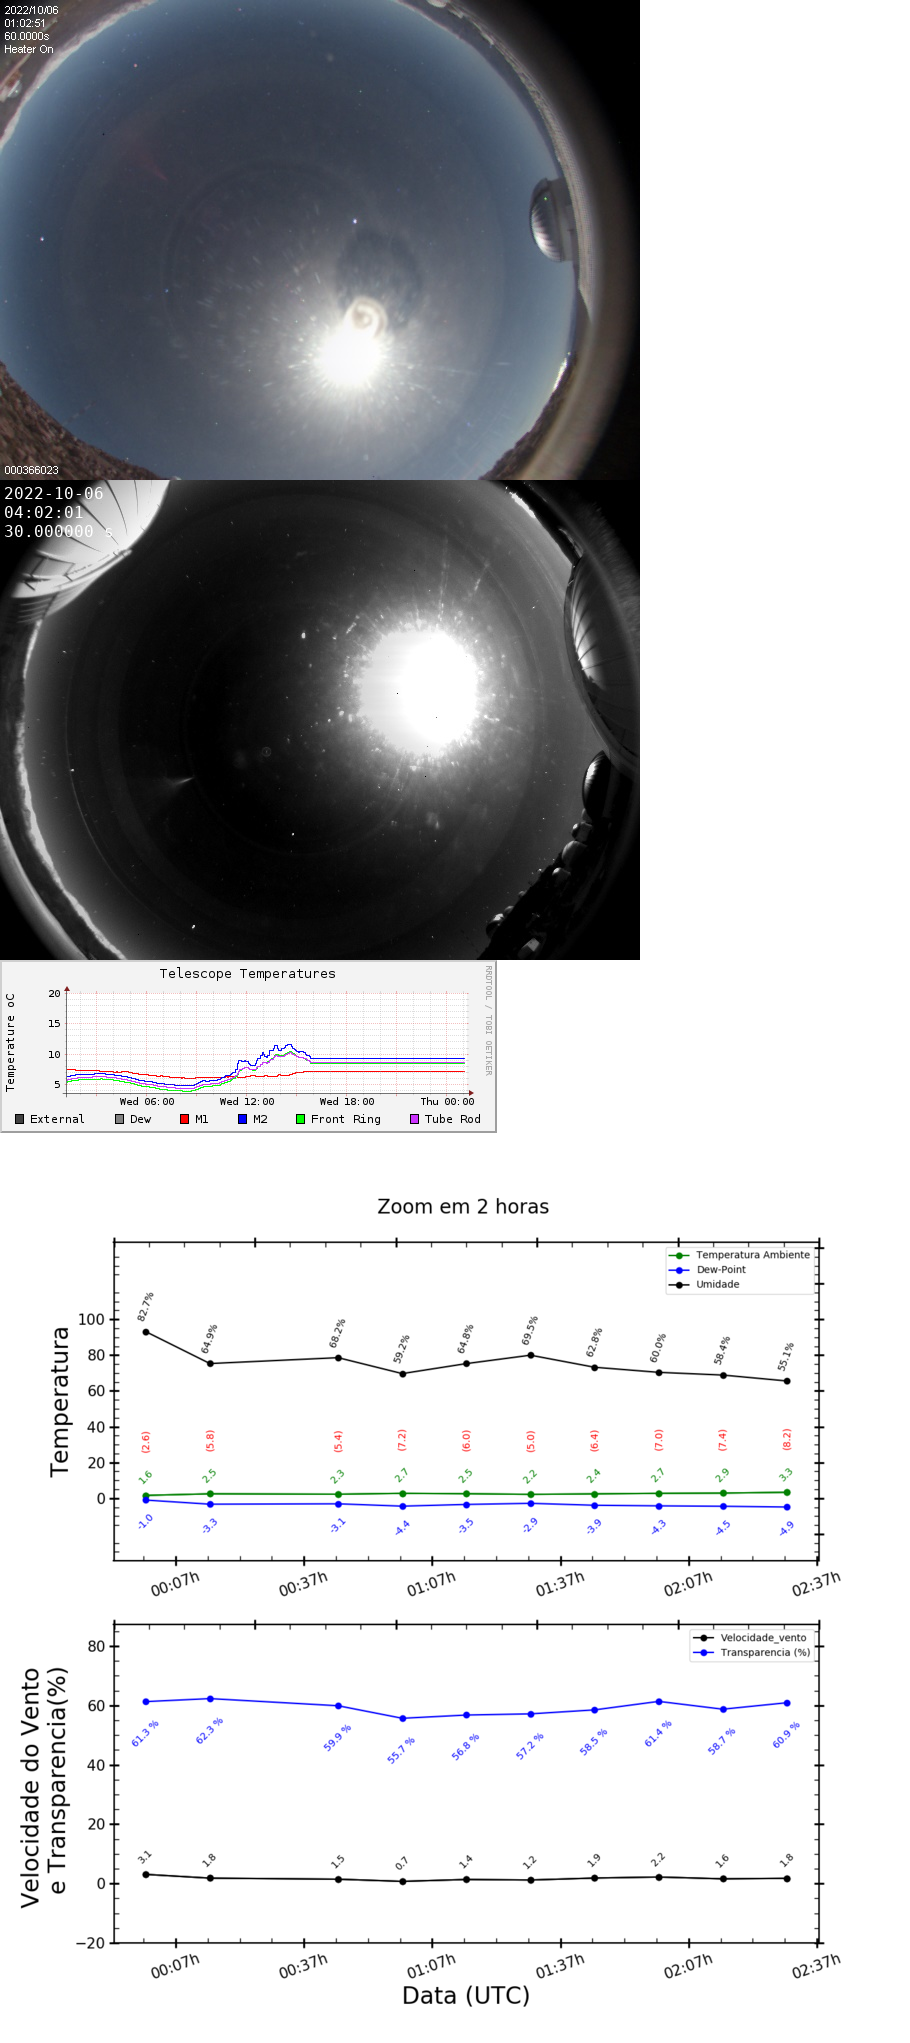 2022/10/06
01:02:51
60.0000s
Heater On
000366023
2022-10-06
04:02:01
30.000000 s
Telescope Temperatures
RRDTOOL / TOBI OETIKER
Temperature oC
20
15
10
5
Wed 06:00 Wed 12:00 Wed 18:00 Thu 00:00
External Dew M1 M2 Front Ring Tube Rod
Zoom em 2 horas
Temperatura Ambiente
Dew-Point
Umidade
Temperatura
100
80
60
40
20
0
82.7% 64.9% 68.2% 59.2% 64.8% 69.5% 62.8% 60.0% 58.4% 55.1%
(2.6) (5.8) (5.4) (7.2) (6.0) (5.0) (6.4) (7.0) (7.4) (8.2)
1.6 2.5 2.3 2.7 2.5 2.2 2.4 2.7 2.9 3.3
-1.0 -3.3 -3.1 -4.4 -3.5 -2.9 -3.9 -4.3 -4.5 -4.9
00:07h 00:37h 01:07h 01:37h 02:07h 02:37h
Velocidade_vento
Transparencia (%)
Velocidade do Vento
e Transparencia(%)
80
60
40
20
0
−20
61.3 % 62.3 % 59.9 % 55.7 % 56.8 % 57.2 % 58.5 % 61.4 % 58.7 % 60.9 %
3.1 1.8 1.5 0.7 1.4 1.2 1.9 2.2 1.6 1.8
00:07h 00:37h 01:07h 01:37h 02:07h 02:37h
Data (UTC)